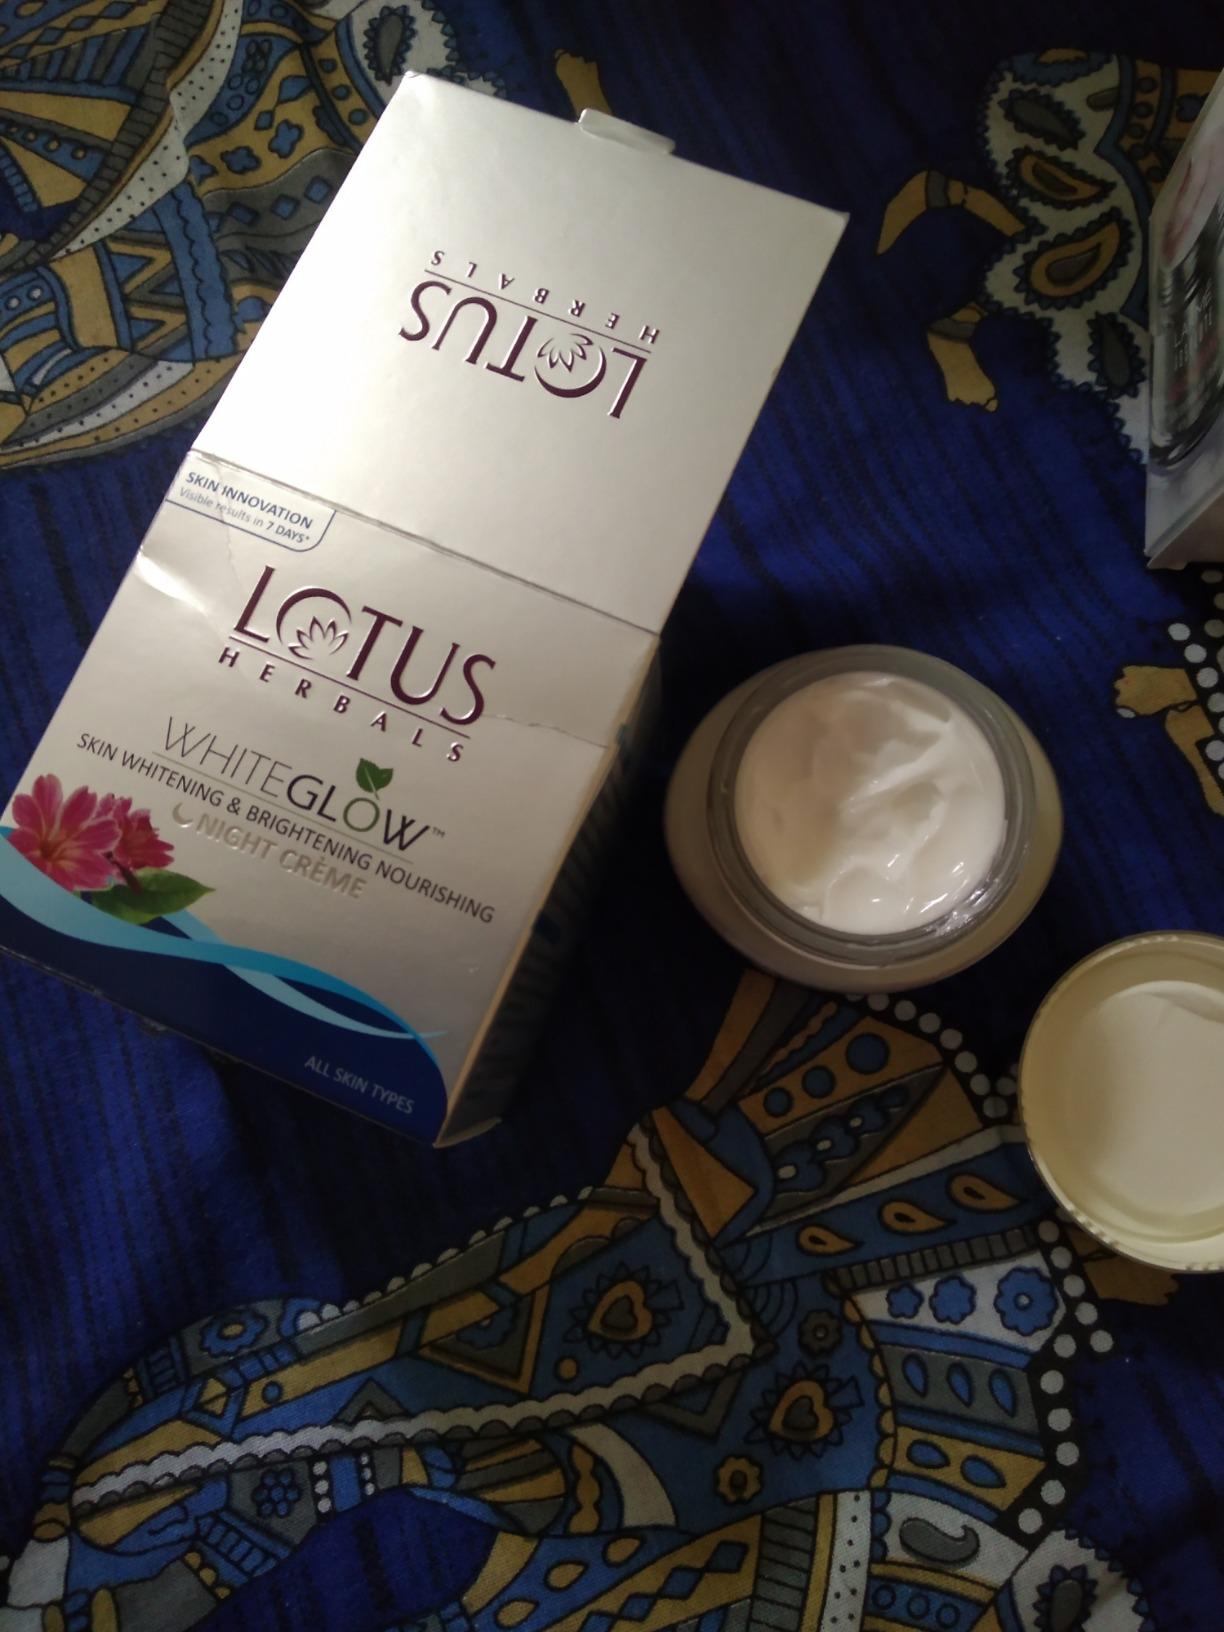 LOTUS
HERBALS
SKIN INNOVATION
Visible results in 7 DAYS*
LOTUS
HERBALS
WHITEGLOW™
SKIN WHITENING & BRIGHTENING NOURISHING
NIGHT CRÈME
ALL SKIN TYPES